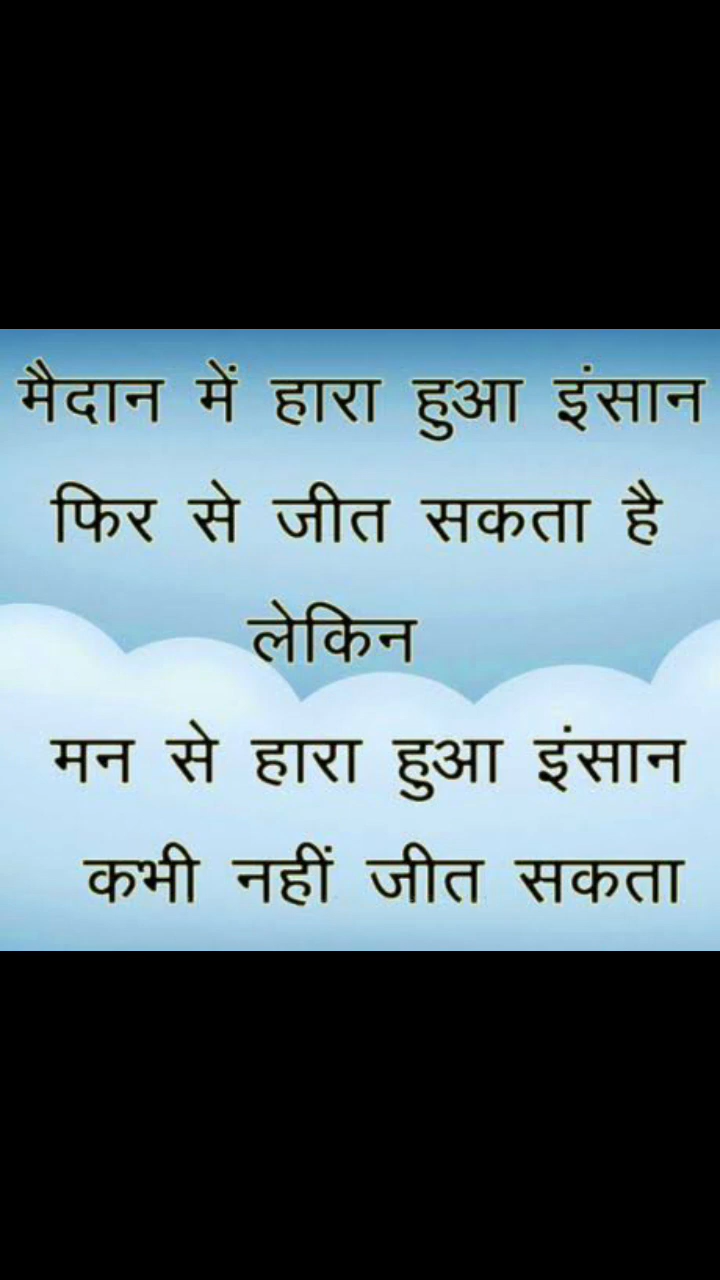 मैदान में हारा हुआ इंसान
फिर से जीत सकता है
लेकिन
मन से हारा हुआ इंसान
कभी नहीं जीत सकता